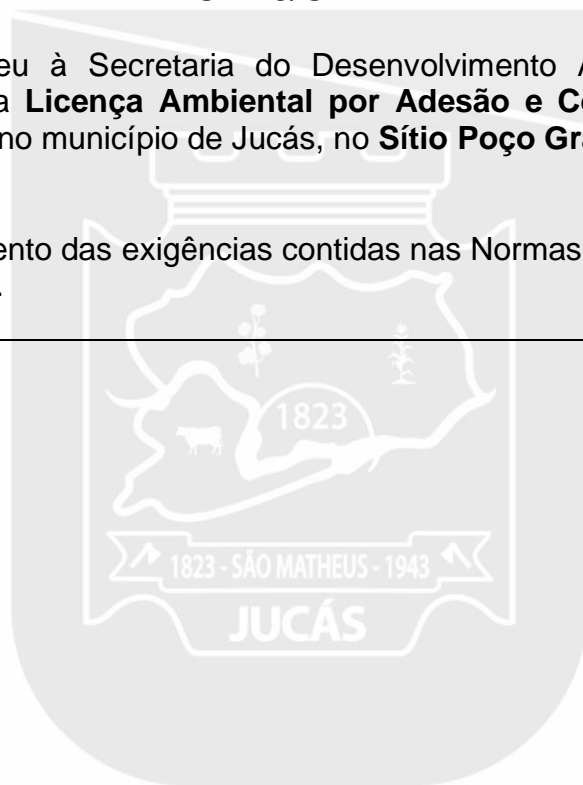 eu à Secretaria do Desenvolvimento A
a Licença Ambiental por Adesão e Co
no município de Jucás, no Sítio Poço Gra
ento das exigências contidas nas Normas
.
1823
1823 - SÃO MATHEUS - 1943
JUCÁS